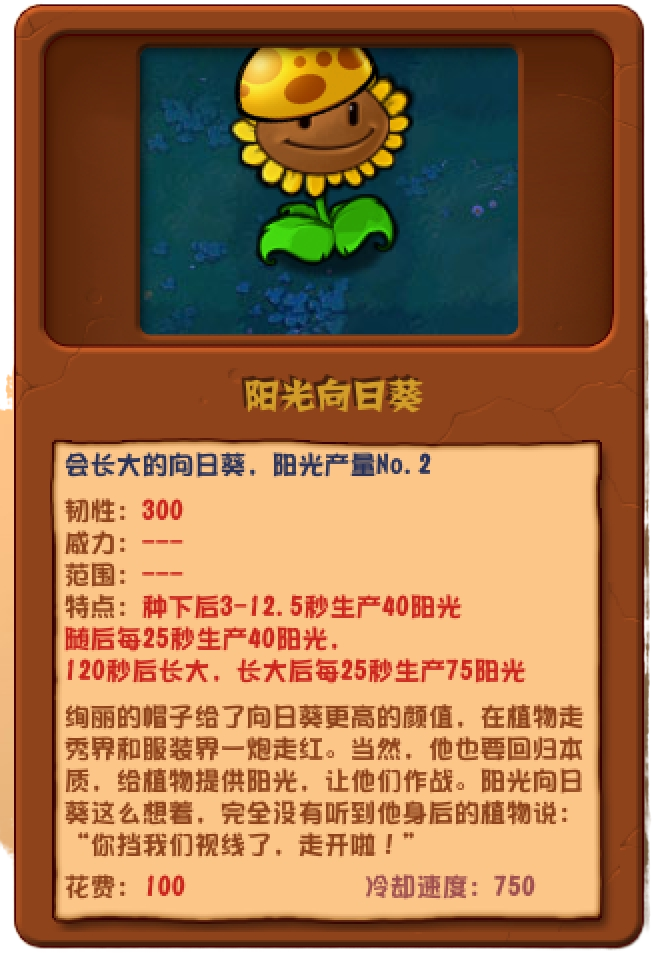 阳光向日葵
会长大的向日葵，阳光产量No.2
韧性：300
威力：---
范围：---
特点：种下后3-12.5秒生产40阳光
随后每25秒生产40阳光，
120秒后长大，长大后每25秒生产75阳光
绚丽的帽子给了向日葵更高的颜值，在植物走
秀界和服装界一炮走红。当然，他也要回归本
质，给植物提供阳光，让他们作战。阳光向日
葵这么想着，完全没有听到他身后的植物说：
“你挡我们视线了，走开啦！”
花费：100 冷却速度：750